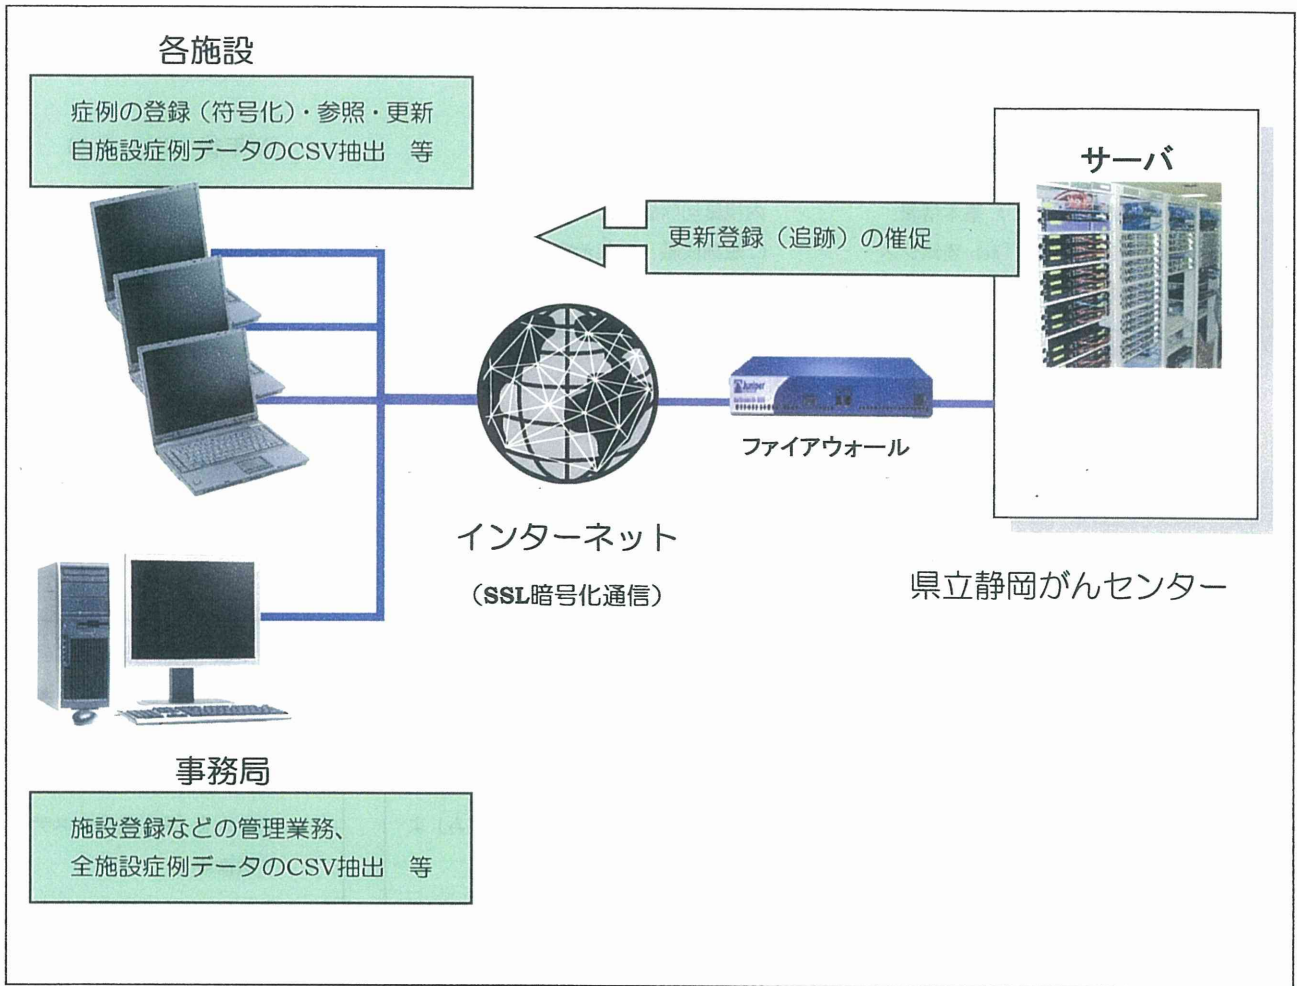 各施設
症例の登録（符号化）・参照・更新
自施設症例データのCSV抽出　等
サーバ
更新登録（追跡）の催促
Juniper
ファイアウォール
インターネット
（SSL暗号化通信）
県立静岡がんセンター
事務局
施設登録などの管理業務、
全施設症例データのCSV抽出　等